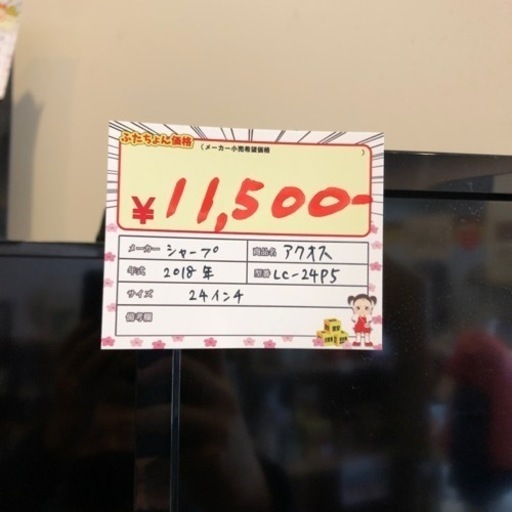 ふたちょん価格
(メーカー小売希望価格 )
¥11,500-
メーカー シャープ 商品名 アクオス
年式 2018年 型番 LC-24P5
サイズ 24インチ
備考欄